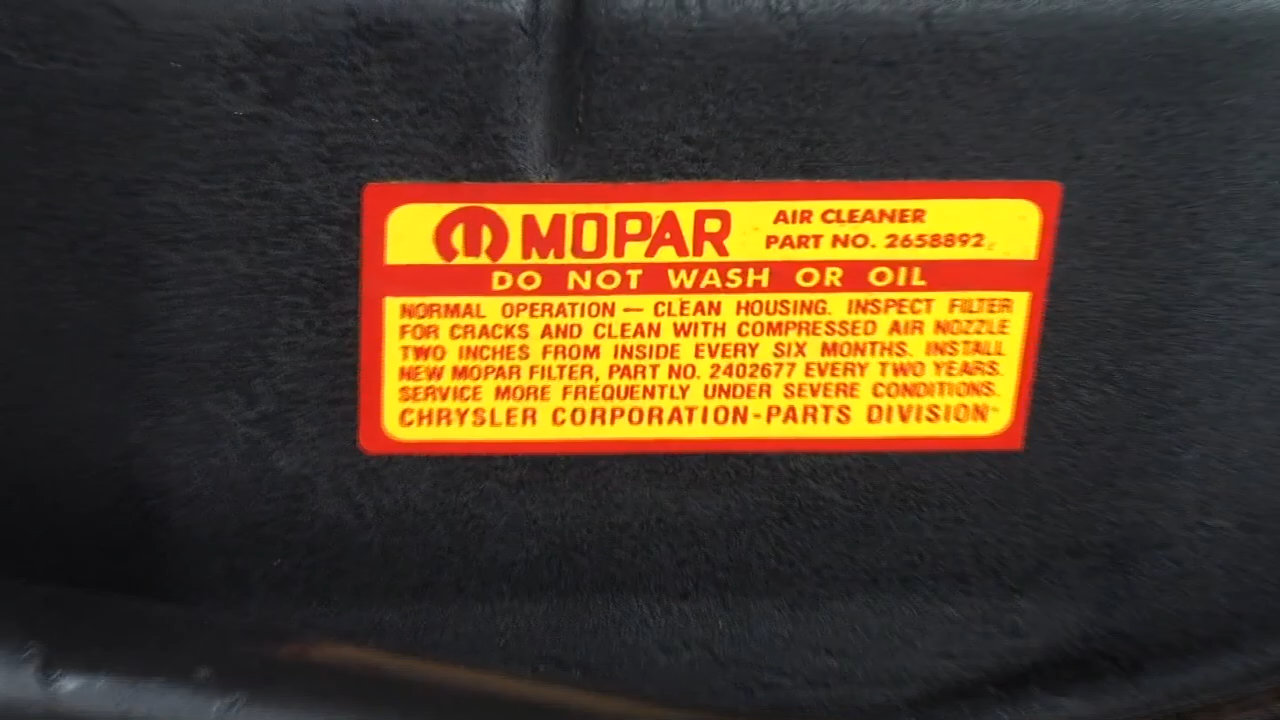 MOPAR
AIR CLEANER
PART NO. 2658892
DO NOT WASH OR OIL
NORMAL OPERATION — CLEAN HOUSING. INSPECT FILTER
FOR CRACKS AND CLEAN WITH COMPRESSED AIR NOZZLE
TWO INCHES FROM INSIDE EVERY SIX MONTHS. INSTALL
NEW MOPAR FILTER, PART NO. 2402677 EVERY TWO YEARS.
SERVICE MORE FREQUENTLY UNDER SEVERE CONDITIONS.
CHRYSLER CORPORATION-PARTS DIVISION